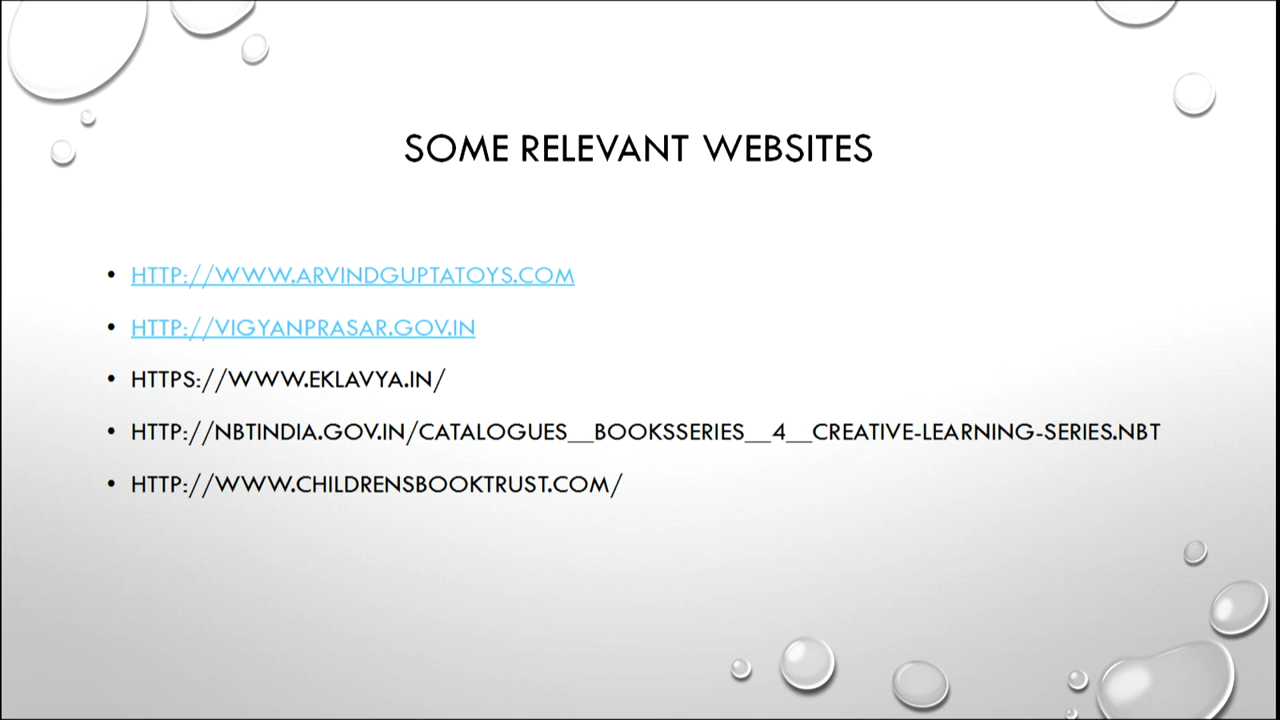 SOME RELEVANT WEBSITES
• HTTP://WWW.ARVINDGUPTATOYS.COM
• HTTP://VIGYANPRASAR.GOV.IN
• HTTPS://WWW.EKLAVYA.IN/
• HTTP://NBTINDIA.GOV.IN/CATALOGUES__BOOKSSERIES__4__CREATIVE-LEARNING-SERIES.NBT
• HTTP://WWW.CHILDRENSBOOKTRUST.COM/